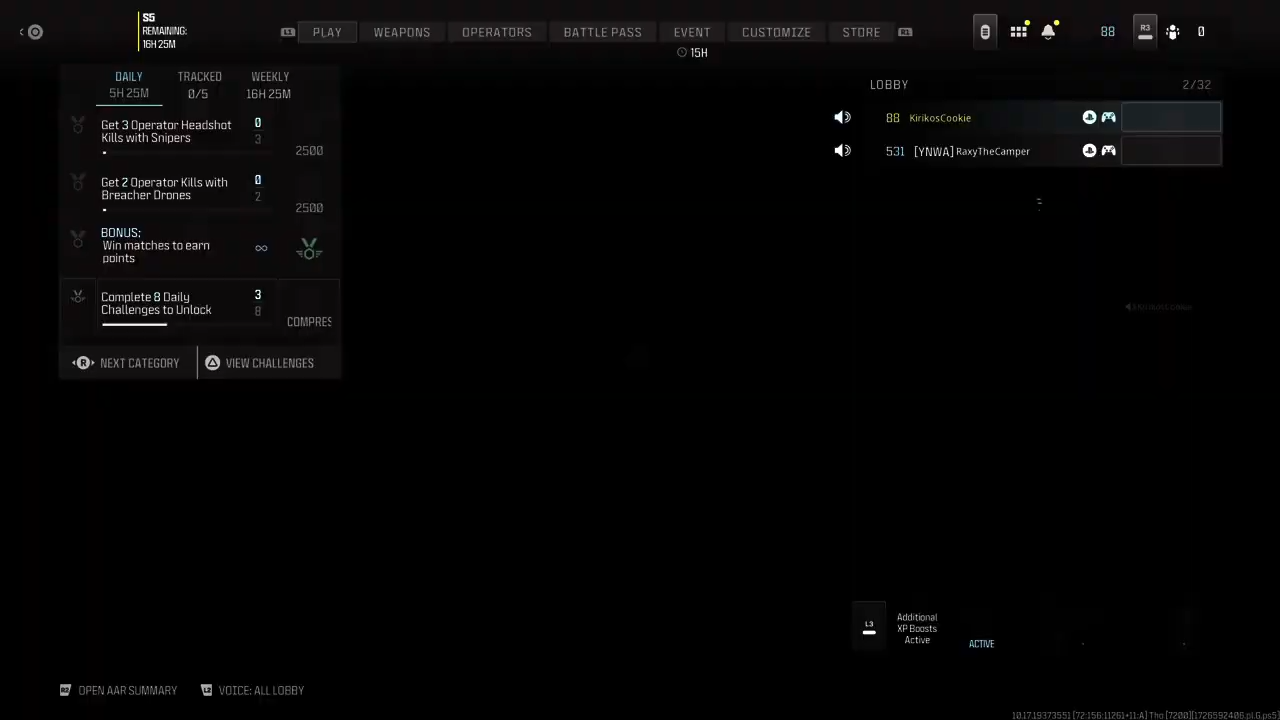 S5
REMAINING:
16H 25M
L1 PLAY WEAPONS OPERATORS BATTLE PASS EVENT CUSTOMIZE STORE R1
15H
88 R3 0
DAILY TRACKED WEEKLY
5H 25M 0/5 16H 25M
Get 3 Operator Headshot
Kills with Snipers
0
3
2500
Get 2 Operator Kills with
Breacher Drones
0
2
2500
BONUS:
Win matches to earn
points
∞
Complete 8 Daily
Challenges to Unlock
3
8
COMPRES
R NEXT CATEGORY VIEW CHALLENGES
LOBBY 2/32
88 KirikosCookie
531 [YNWA] RaxyTheCamper
L3
Additional
XP Boosts
Active
ACTIVE
R2 OPEN AAR SUMMARY L2 VOICE: ALL LOBBY